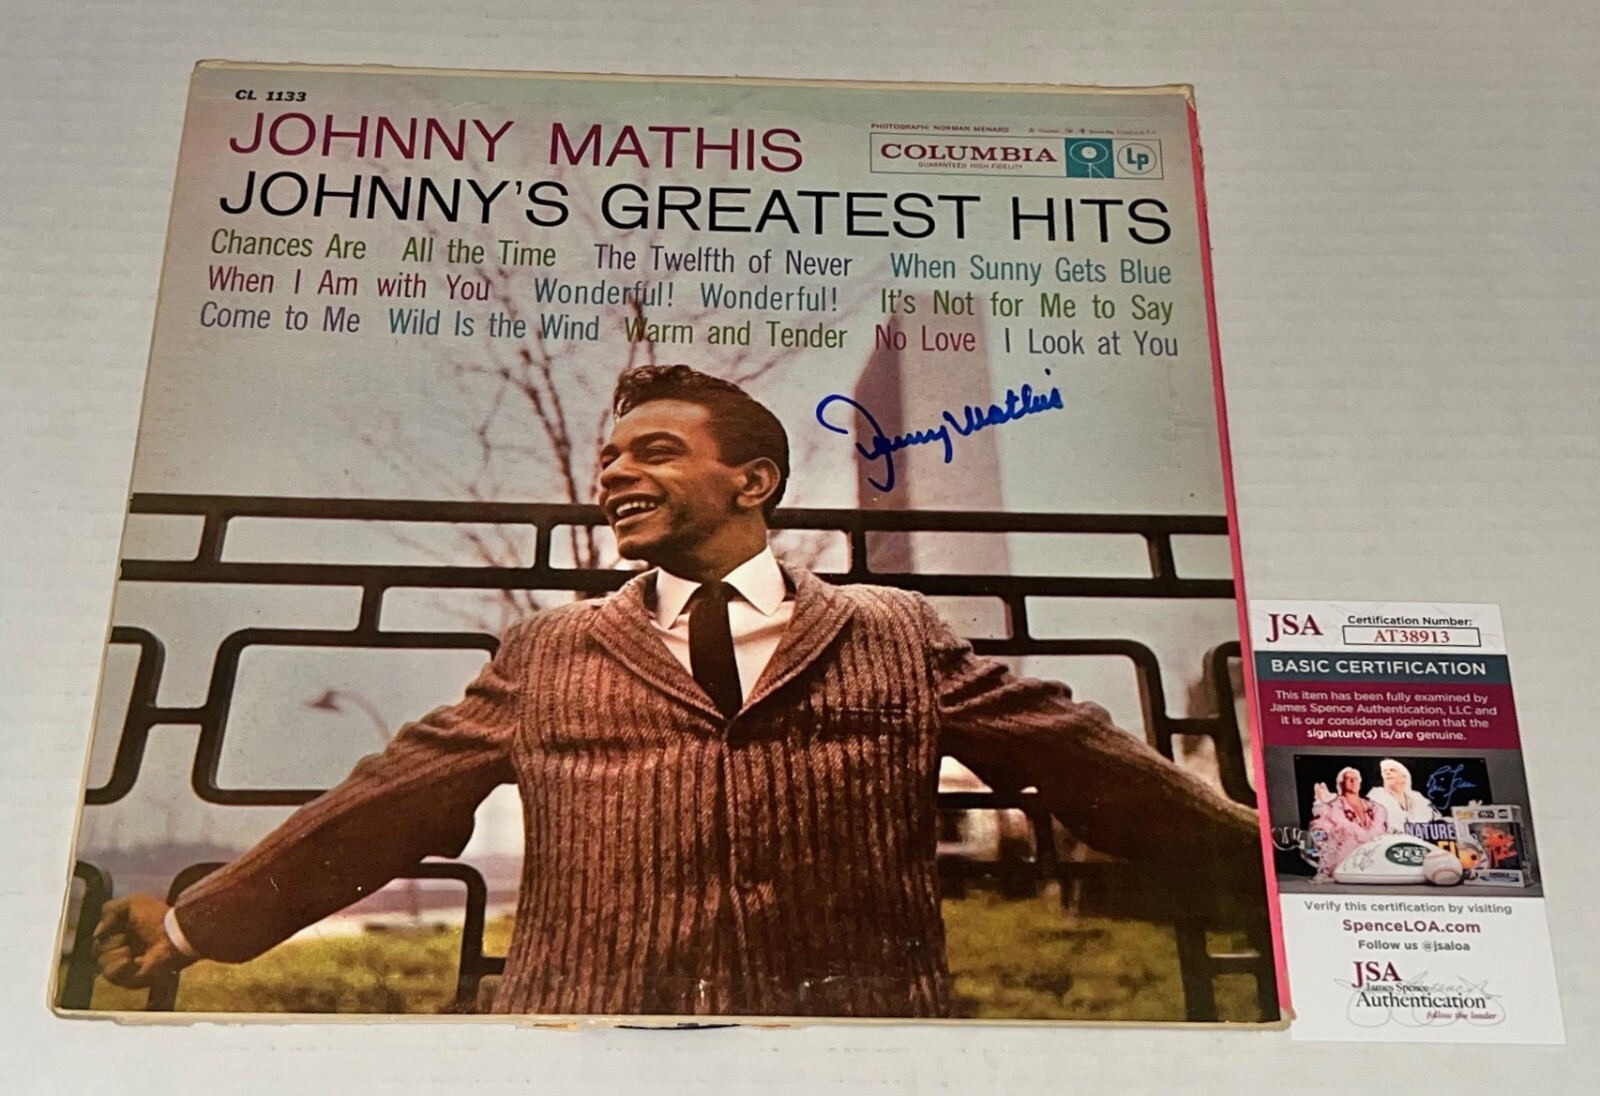 CL 1133
JOHNNY MATHIS
PHOTOGRAPH: NORMAN MENARD
COLUMBIA
GUARANTEED HIGH FIDELITY
Lp
JOHNNY'S GREATEST HITS
Chances Are All the Time The Twelfth of Never When Sunny Gets Blue
When I Am with You Wonderful! Wonderful! It's Not for Me to Say
Come to Me Wild Is the Wind Warm and Tender No Love I Look at You
Johnny Mathis
JSA
Certification Number:
AT38913
BASIC CERTIFICATION
This item has been fully examined by
James Spence Authentication, LLC and
it is our considered opinion that the
signature(s) is/are genuine.
NATURE
JETS
Verify this certification by visiting
SpenceLOA.com
Follow us @jsaloa
JSA
James Spence
Authentication
follow the leader